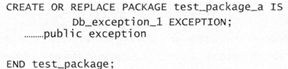 CREATE OR REPLACE PACKAGE test_package_a IS
Db_exception_1 EXCEPTION;
………public exception
END test_package;